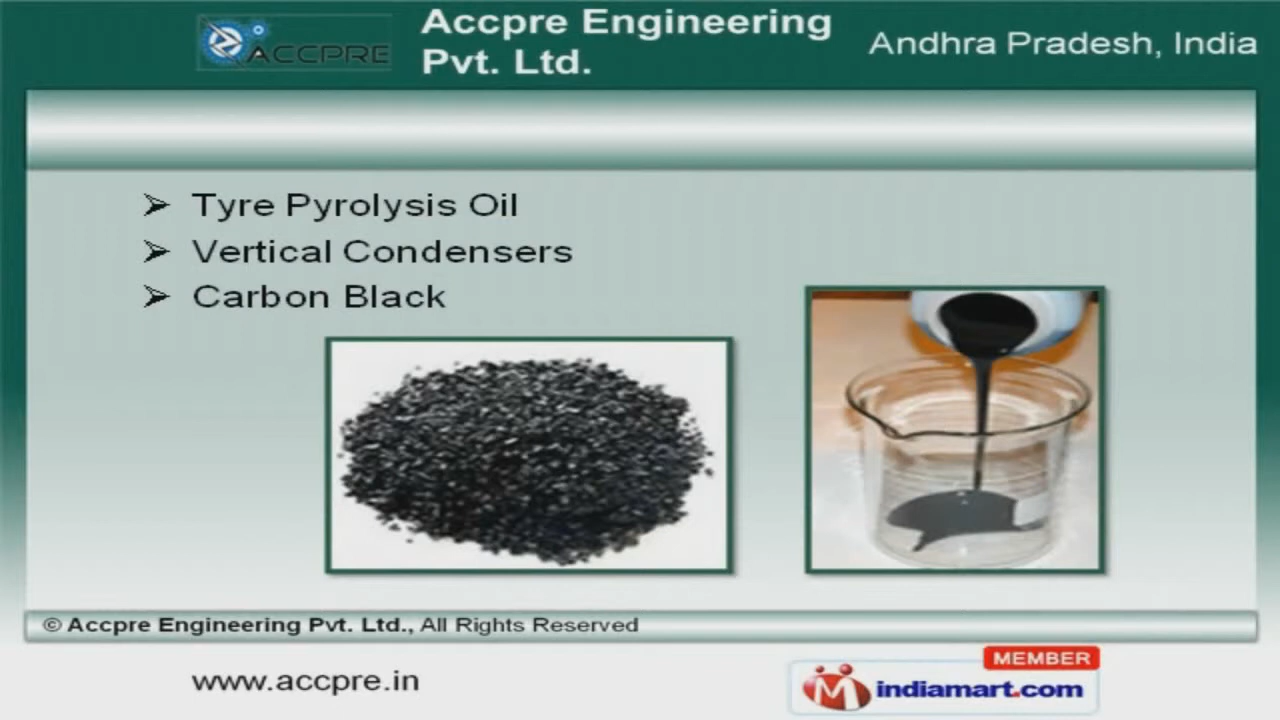 ACCPRE
Accpre Engineering
Pvt. Ltd.
Andhra Pradesh, India
Tyre Pyrolysis Oil
Vertical Condensers
Carbon Black
© Accpre Engineering Pvt. Ltd., All Rights Reserved
www.accpre.in
MEMBER
indiamart.com